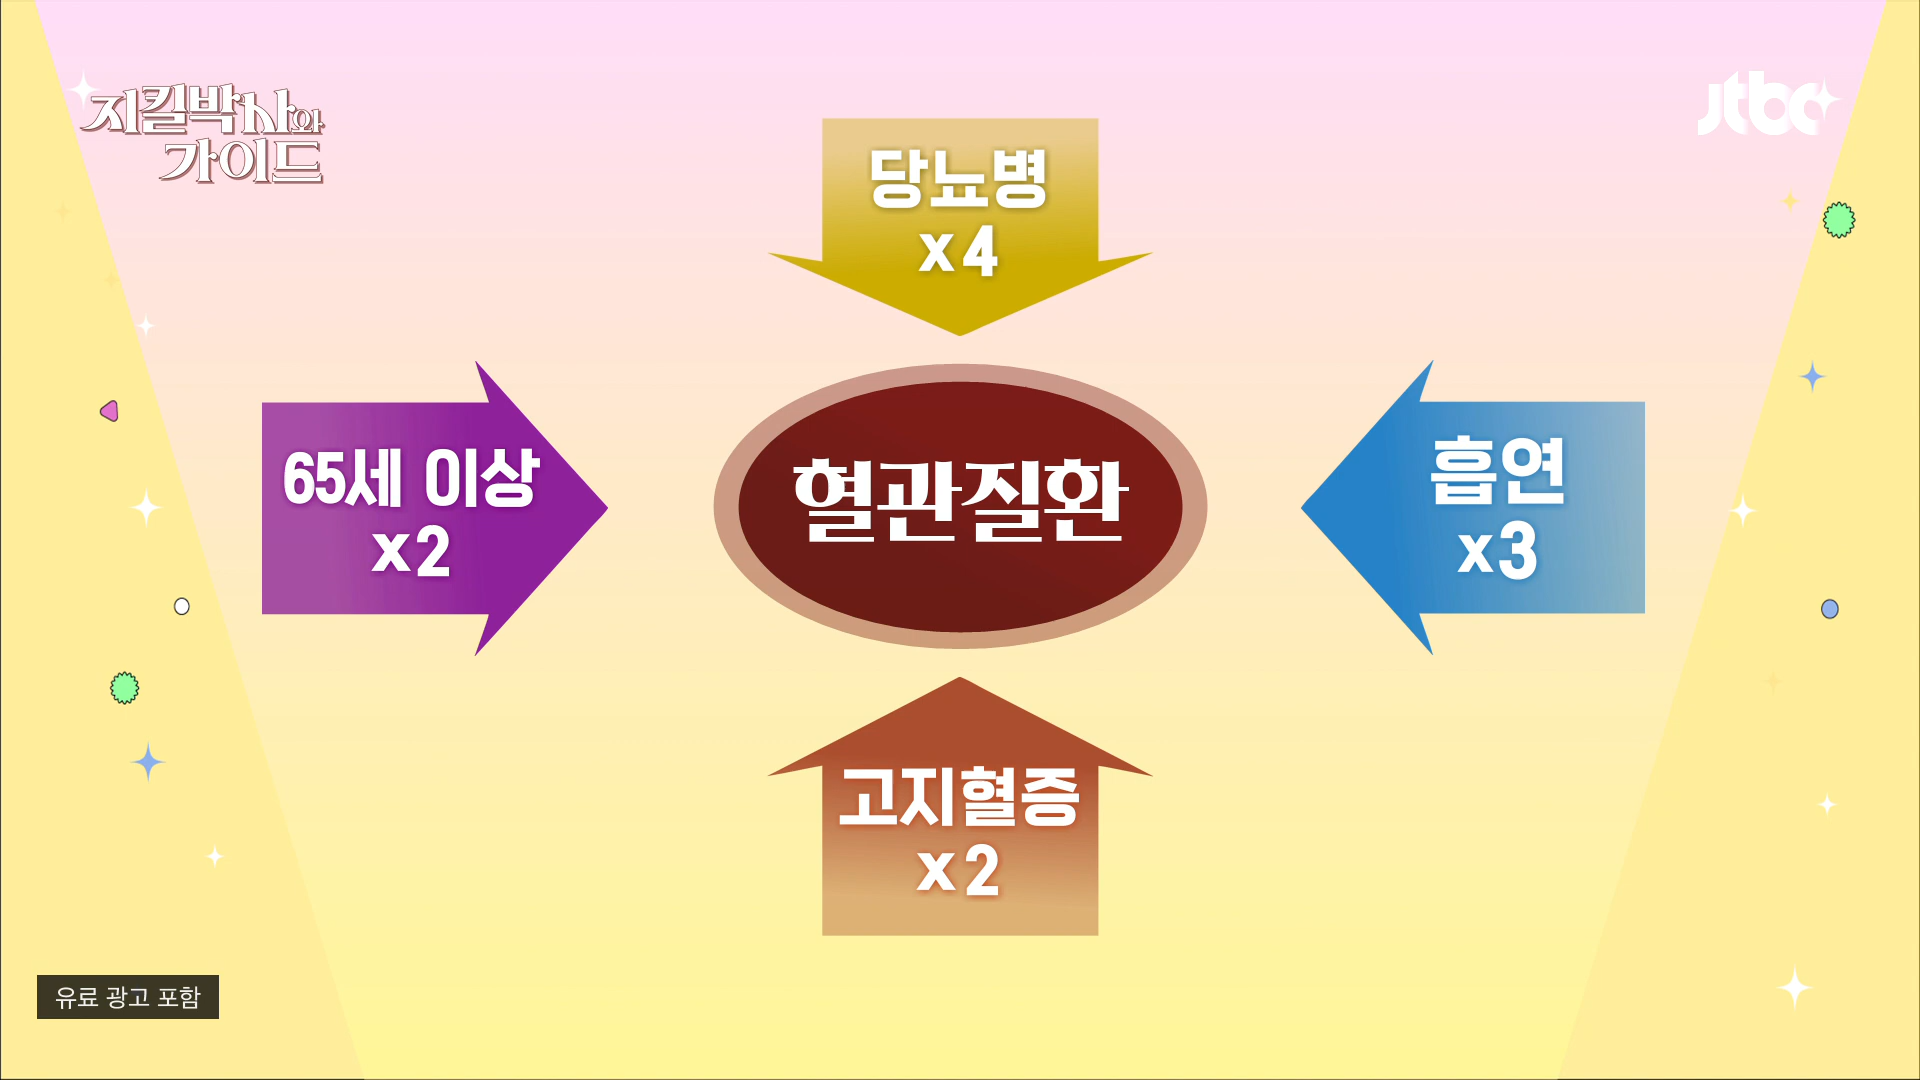 지킬박사와
가이드
jtbc
당뇨병
x4
65세 이상
x2
혈관질환
흡연
x3
고지혈증
x2
유료 광고 포함